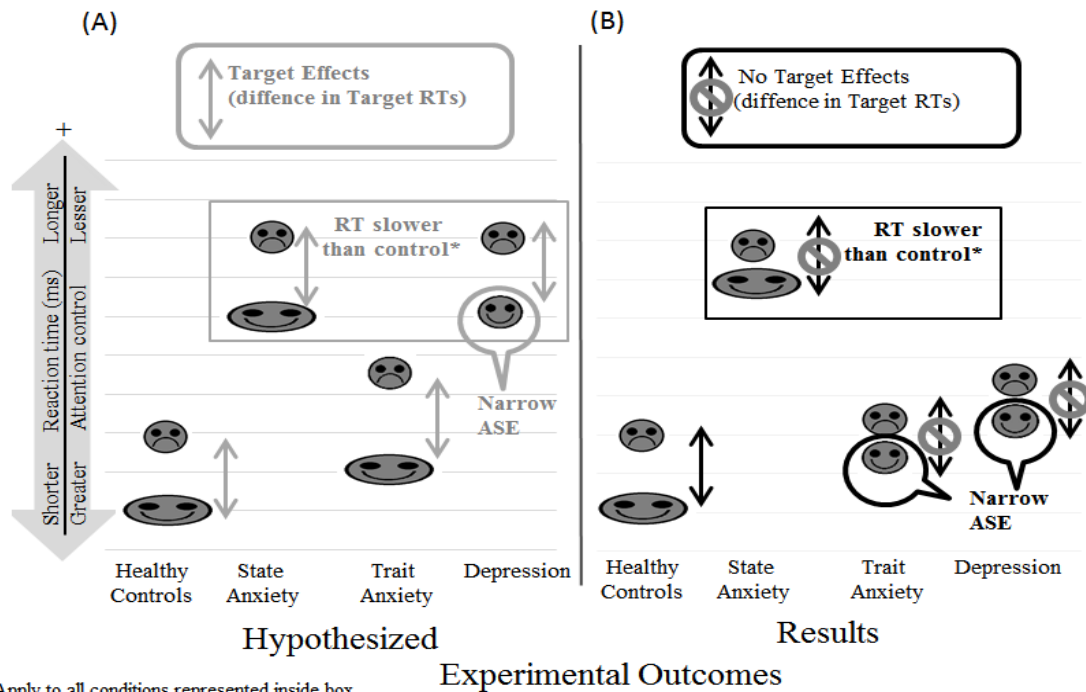 (A)
Target Effects
(diffence in Target RTs)
+
Longer
Lesser
Reaction time (ms)
Attention control
Shorter
Greater
RT slower
than control*
Narrow
ASE
Healthy
Controls
State
Anxiety
Trait
Anxiety
Depression
Hypothesized
(B)
No Target Effects
(diffence in Target RTs)
RT slower
than control*
Narrow
ASE
Healthy
Controls
State
Anxiety
Trait
Anxiety
Depression
Results
Experimental Outcomes
Apply to all conditions represented inside box